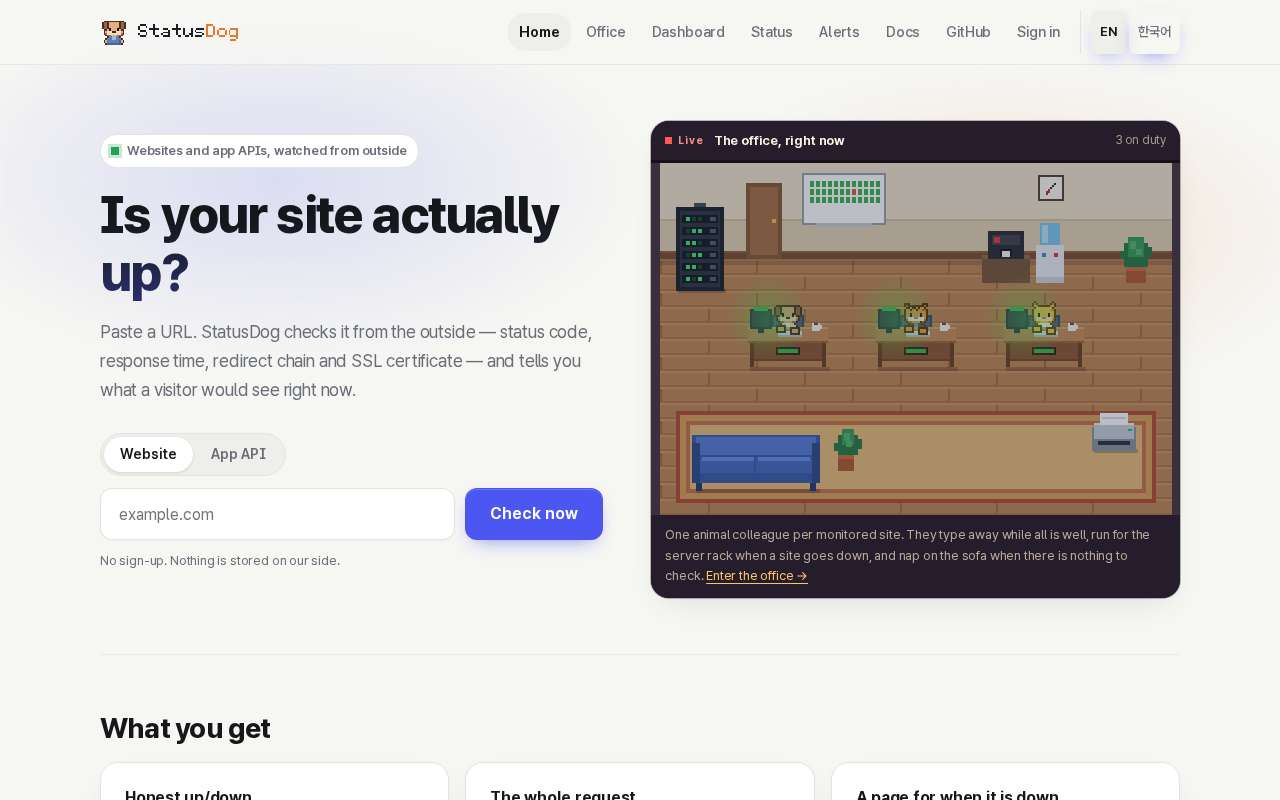 StatusDog
Home Office Dashboard Status Alerts Docs GitHub Sign in EN 한국어
Websites and app APIs, watched from outside
Is your site actually
up?
Paste a URL. StatusDog checks it from the outside — status code,
response time, redirect chain and SSL certificate — and tells you
what a visitor would see right now.
Website App API
example.com Check now
No sign-up. Nothing is stored on our side.
Live The office, right now 3 on duty
One animal colleague per monitored site. They type away while all is well, run for the
server rack when a site goes down, and nap on the sofa when there is nothing to
check. Enter the office →
What you get
Honest up/down The whole request A page for when it is down